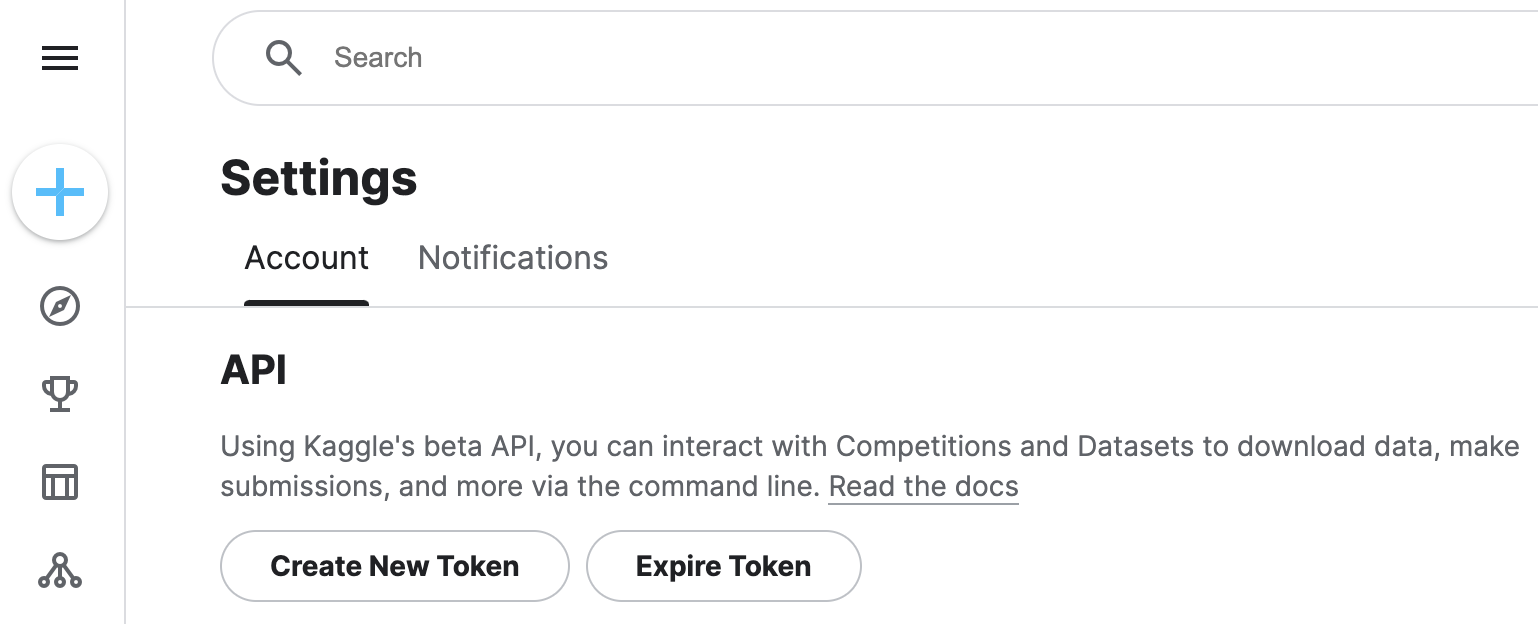 Search
Settings
Account Notifications
API
Using Kaggle's beta API, you can interact with Competitions and Datasets to download data, make
submissions, and more via the command line. Read the docs
Create New Token Expire Token